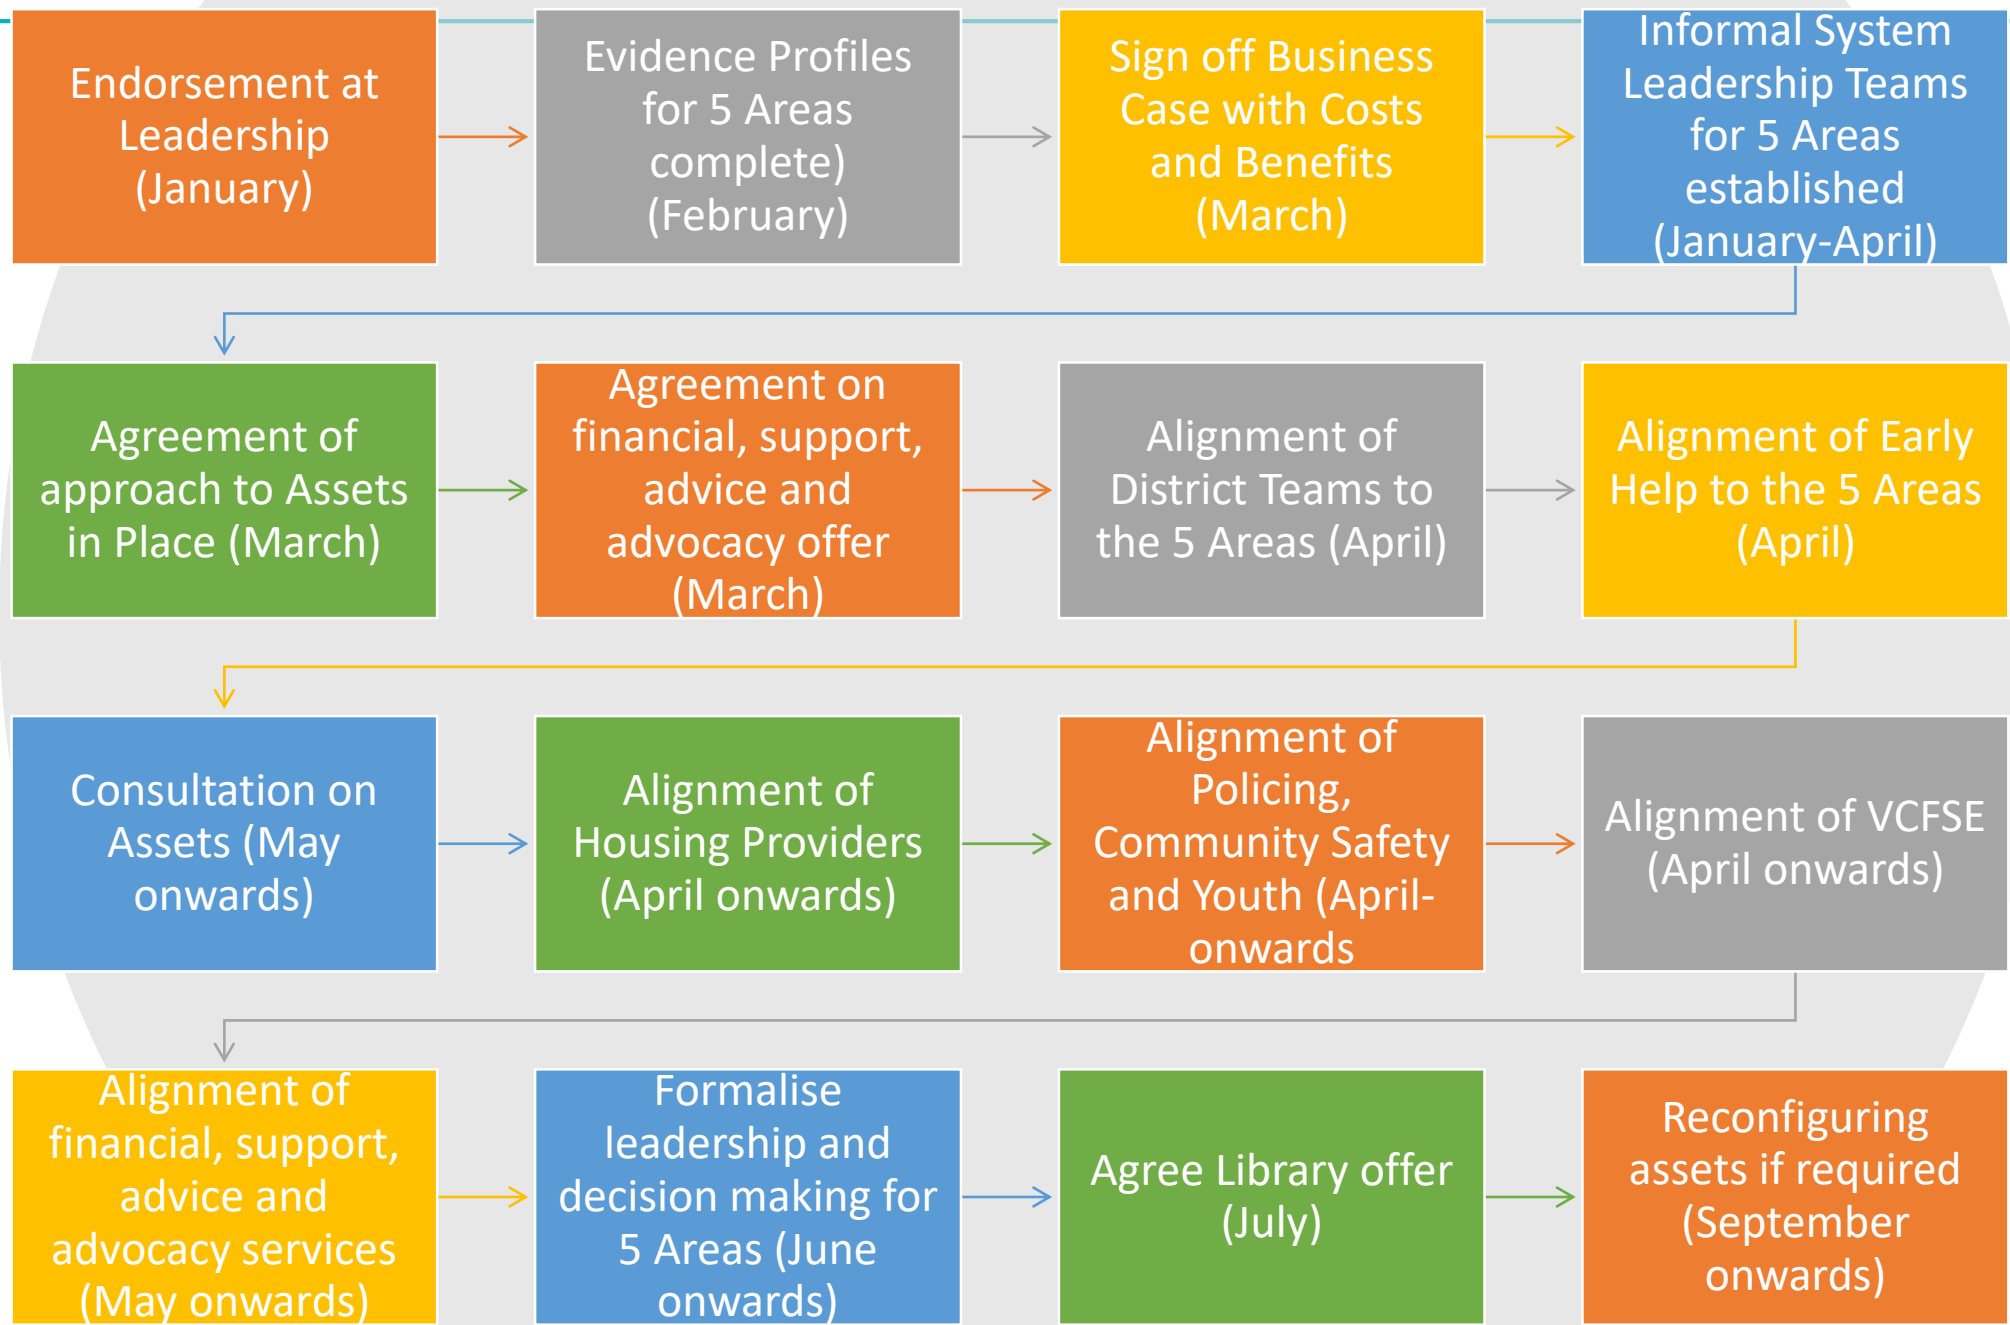 Endorsement at
Leadership
(January)
Evidence Profiles
for 5 Areas
complete)
(February)
Sign off Business
Case with Costs
and Benefits
(March)
Informal System
Leadership Teams
for 5 Areas
established
(January-April)
Agreement of
approach to Assets
in Place (March)
Agreement on
financial, support,
advice and
advocacy offer
(March)
Alignment of
District Teams to
the 5 Areas (April)
Alignment of Early
Help to the 5 Areas
(April)
Consultation on
Assets (May
onwards)
Alignment of
Housing Providers
(April onwards)
Alignment of
Policing,
Community Safety
and Youth (April-
onwards
Alignment of VCFSE
(April onwards)
Alignment of
financial, support,
advice and
advocacy services
(May onwards)
Formalise
leadership and
decision making for
5 Areas (June
onwards)
Agree Library offer
(July)
Reconfiguring
assets if required
(September
onwards)